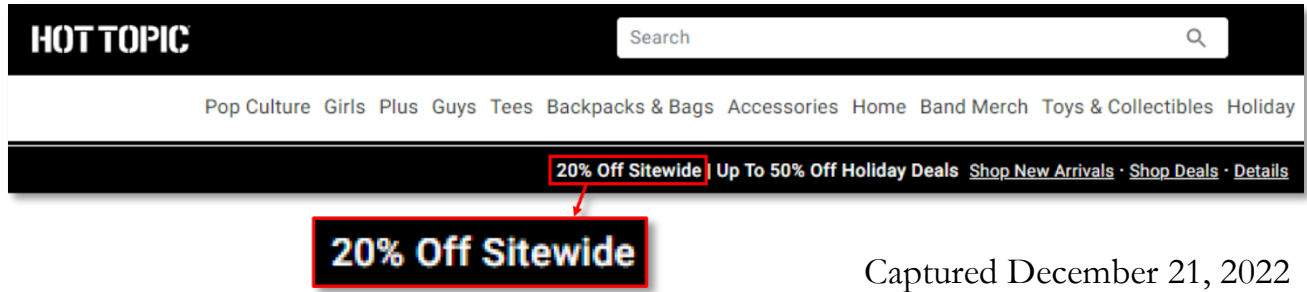 HOT TOPIC
Search
Pop Culture Girls Plus Guys Tees Backpacks & Bags Accessories Home Band Merch Toys & Collectibles Holiday
20% Off Sitewide | Up To 50% Off Holiday Deals Shop New Arrivals · Shop Deals · Details
20% Off Sitewide
Captured December 21, 2022